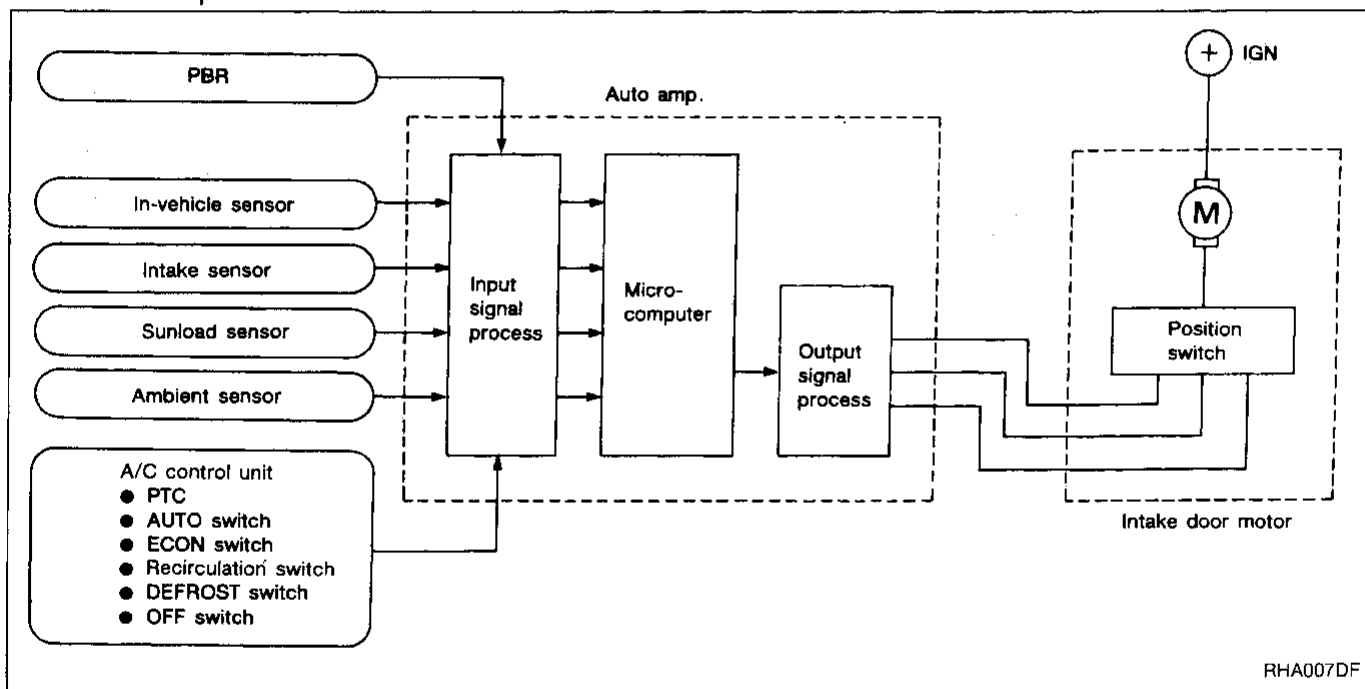 PBR
IGN
Auto amp.
In-vehicle sensor
Intake sensor
Sunload sensor
Ambient sensor
Input
signal
process
Micro-
computer
Output
signal
process
M
Position
switch
Intake door motor
A/C control unit
● PTC
● AUTO switch
● ECON switch
● Recirculation switch
● DEFROST switch
● OFF switch
RHA007DF